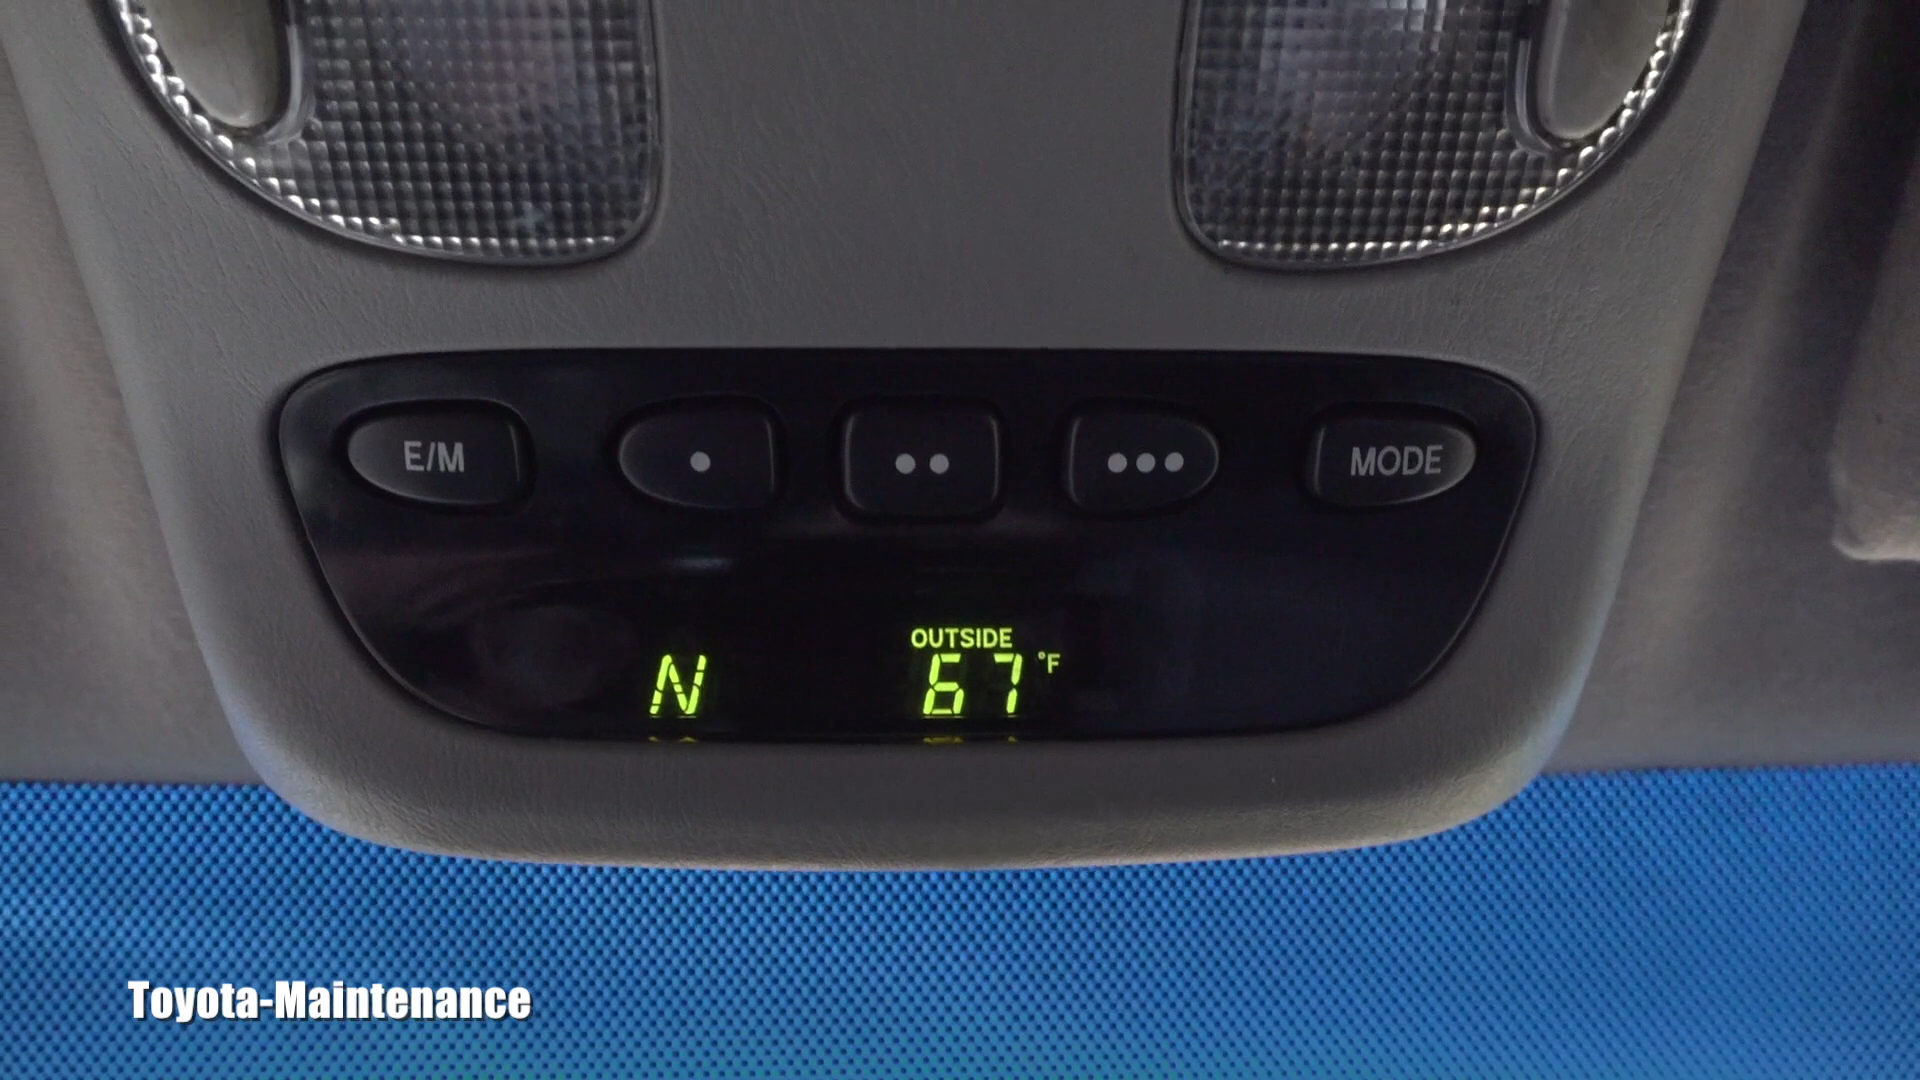 E/M
•
••
•••
MODE
OUTSIDE
N 67 °F
Toyota-Maintenance